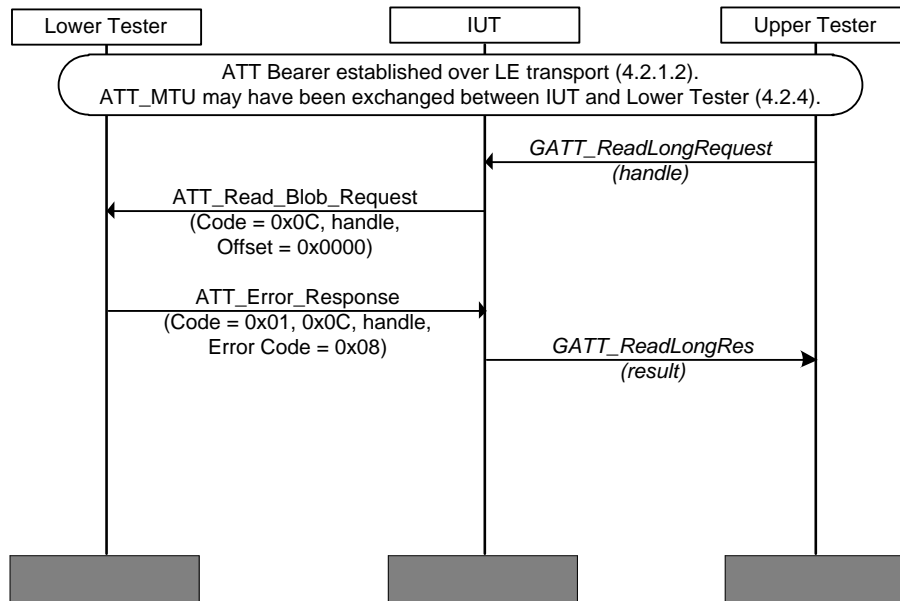 Lower Tester
IUT
Upper Tester
ATT Bearer established over LE transport (4.2.1.2).
ATT_MTU may have been exchanged between IUT and Lower Tester (4.2.4).
GATT_ReadLongRequest
(handle)
ATT_Read_Blob_Request
(Code = 0x0C, handle,
Offset = 0x0000)
ATT_Error_Response
(Code = 0x01, 0x0C, handle,
Error Code = 0x08)
GATT_ReadLongRes
(result)